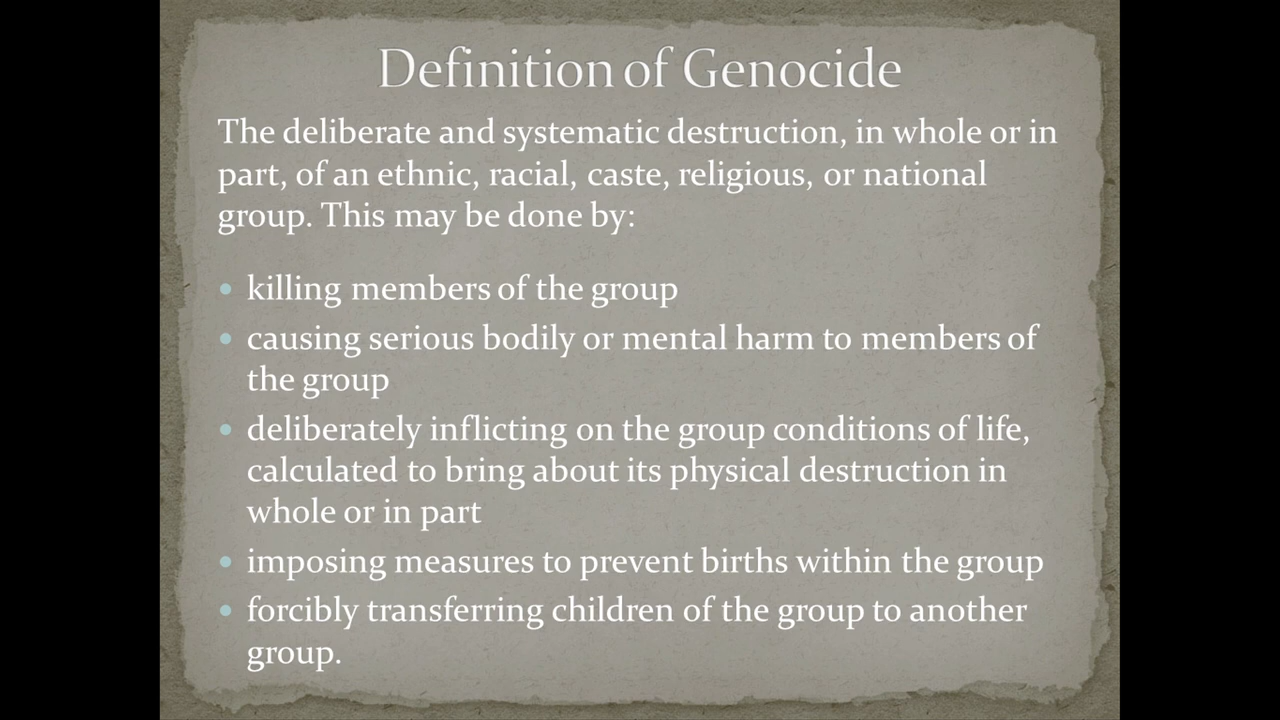 Definition of Genocide
The deliberate and systematic destruction, in whole or in
part, of an ethnic, racial, caste, religious, or national
group. This may be done by:
• killing members of the group
• causing serious bodily or mental harm to members of
the group
• deliberately inflicting on the group conditions of life,
calculated to bring about its physical destruction in
whole or in part
• imposing measures to prevent births within the group
• forcibly transferring children of the group to another
group.